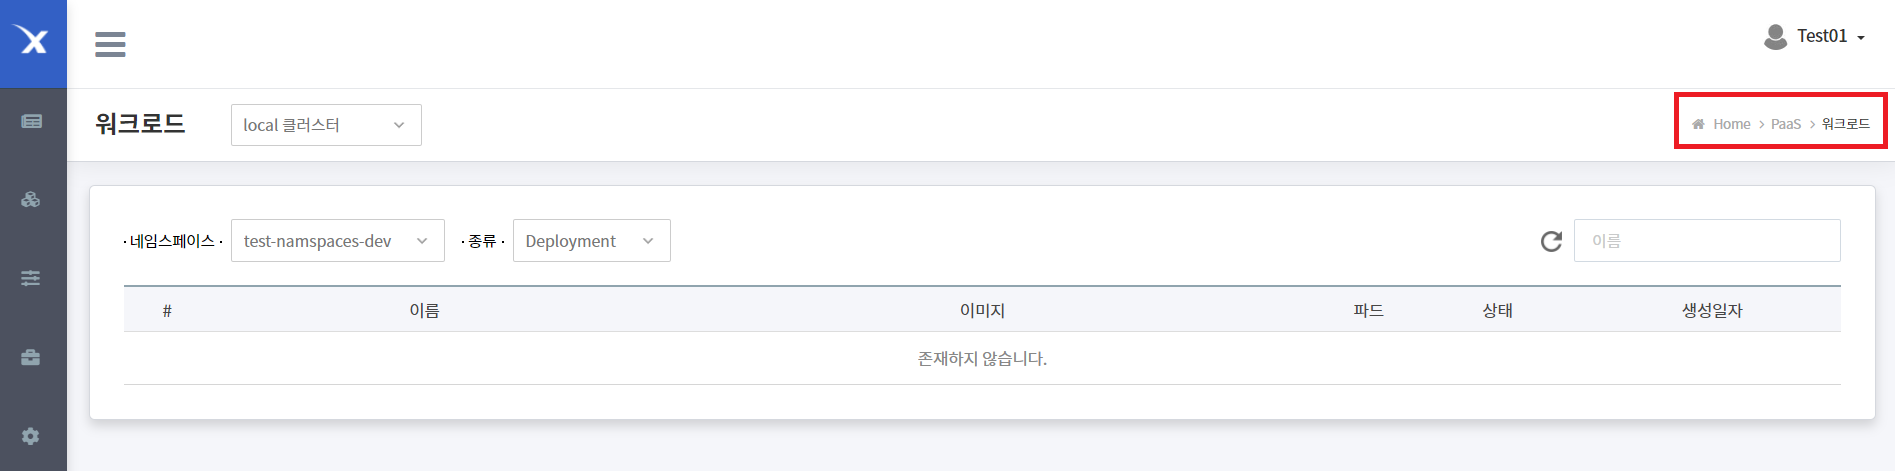 Test01
워크로드 local 클러스터 Home > PaaS > 워크로드
· 네임스페이스 · test-namspaces-dev · 종류 · Deployment 이름
# 이름 이미지 파드 상태 생성일자
존재하지 않습니다.